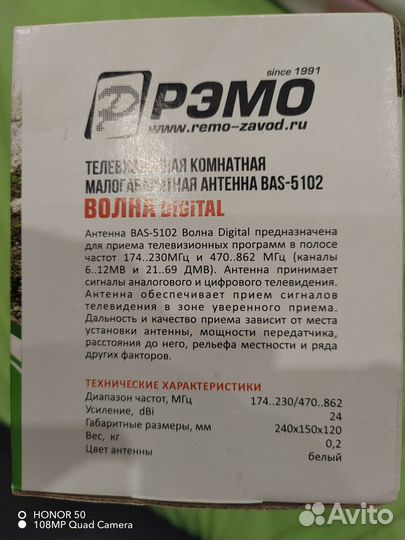 since 1991
РЭМО
www.remo-zavod.ru
ТЕЛЕВИЗИОННАЯ КОМНАТНАЯ
МАЛОГАБАРИТНАЯ АНТЕННА BAS-5102
ВОЛНА DIGITAL
Антенна BAS-5102 Волна Digital предназначена
для приема телевизионных программ в полосе
частот 174..230МГц и 470..862 МГц (каналы
6..12МВ и 21..69 ДМВ). Антенна принимает
сигналы аналогового и цифрового телевидения.
Антенна обеспечивает прием сигналов
телевидения в зоне уверенного приема.
Дальность и качество приема зависят от места
установки антенны, мощности передатчика,
расстояния до него, рельефа местности и ряда
других факторов.
ТЕХНИЧЕСКИЕ ХАРАКТЕРИСТИКИ
Диапазон частот, МГц 174..230/470..862
Усиление, dBi 24
Габаритные размеры, мм 240x150x120
Вес, кг 0,2
Цвет антенны белый
HONOR 50
108MP Quad Camera
Avito